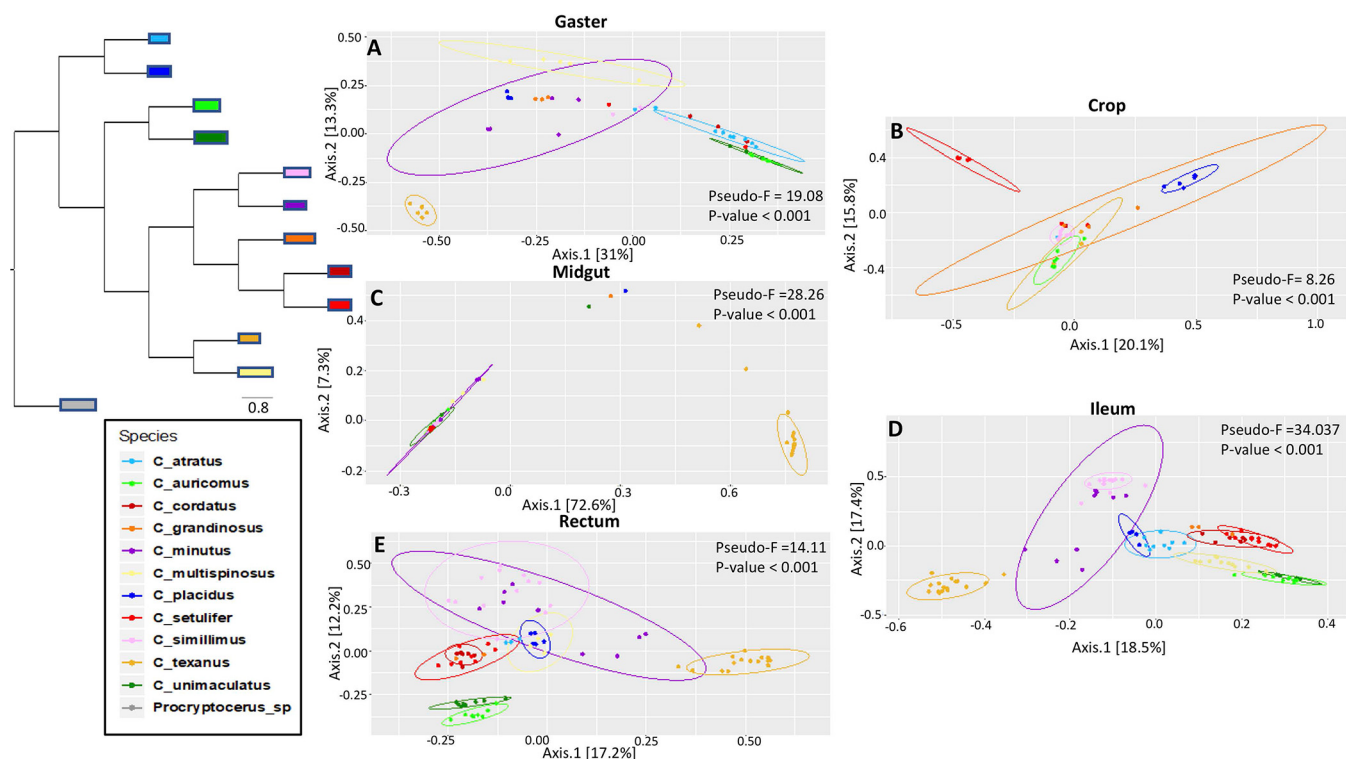 0.8
Species
C_atratus
C_auricomus
C_cordatus
C_grandinosus
C_minutus
C_multispinosus
C_placidus
C_setulifer
C_simillimus
C_texanus
C_unimaculatus
Procryptocerus_sp
Gaster
A
0.50
0.25
0.00
-0.25
-0.50
Axis.2 [13.3%]
Pseudo-F = 19.08
P-value < 0.001
-0.50 -0.25 0.00 0.25
Axis.1 [31%]
Crop
B
0.4
0.0
-0.4
Axis.2 [15.8%]
Pseudo-F= 8.26
P-value < 0.001
-0.5 0.0 0.5 1.0
Axis.1 [20.1%]
Midgut
C
0.4
0.2
0.0
-0.2
Axis.2 [7.3%]
Pseudo-F =28.26
P-value < 0.001
-0.3 0.0 0.3 0.6
Axis.1 [72.6%]
Ileum
D
0.5
0.0
-0.5
Axis.2 [17.4%]
Pseudo-F =34.037
P-value < 0.001
-0.6 -0.4 -0.2 0.0 0.2 0.4
Axis.1 [18.5%]
Rectum
E
0.50
0.25
0.00
-0.25
Axis.2 [12.2%]
Pseudo-F =14.11
P-value < 0.001
-0.25 0.00 0.25 0.50
Axis.1 [17.2%]